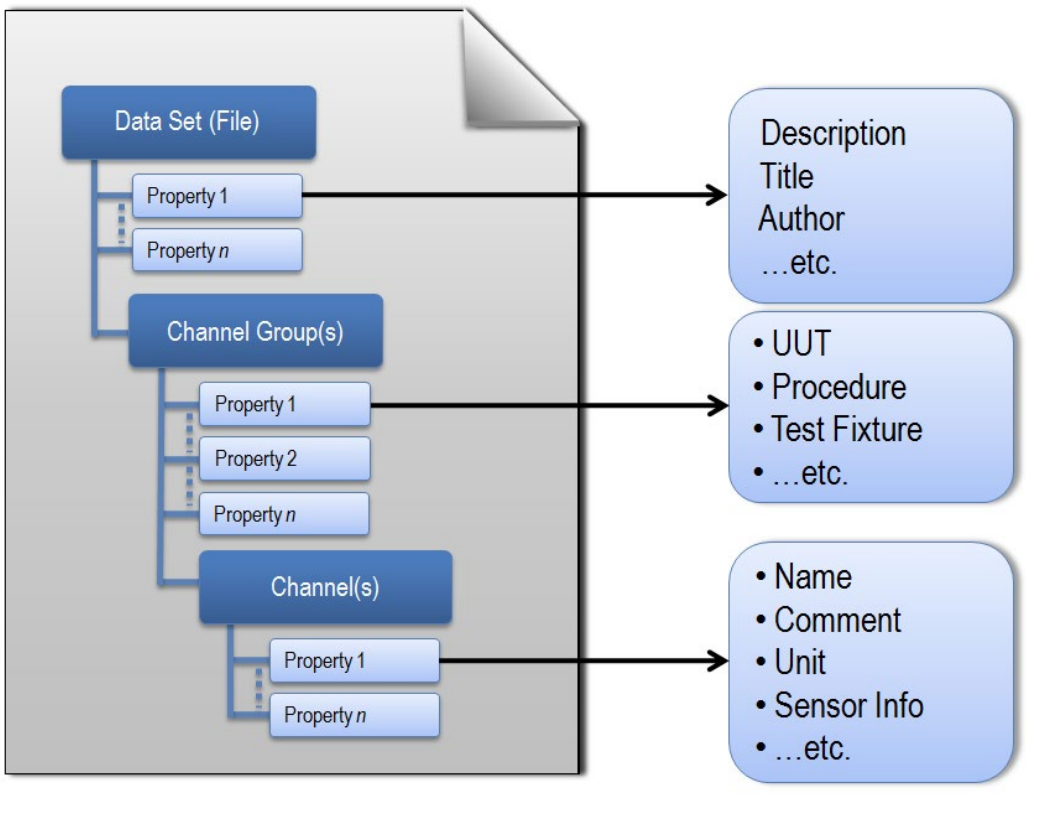 Data Set (File)
Property 1
Property n
Channel Group(s)
Property 1
Property 2
Property n
Channel(s)
Property 1
Property n
Description
Title
Author
…etc.
• UUT
• Procedure
• Test Fixture
• …etc.
• Name
• Comment
• Unit
• Sensor Info
• …etc.